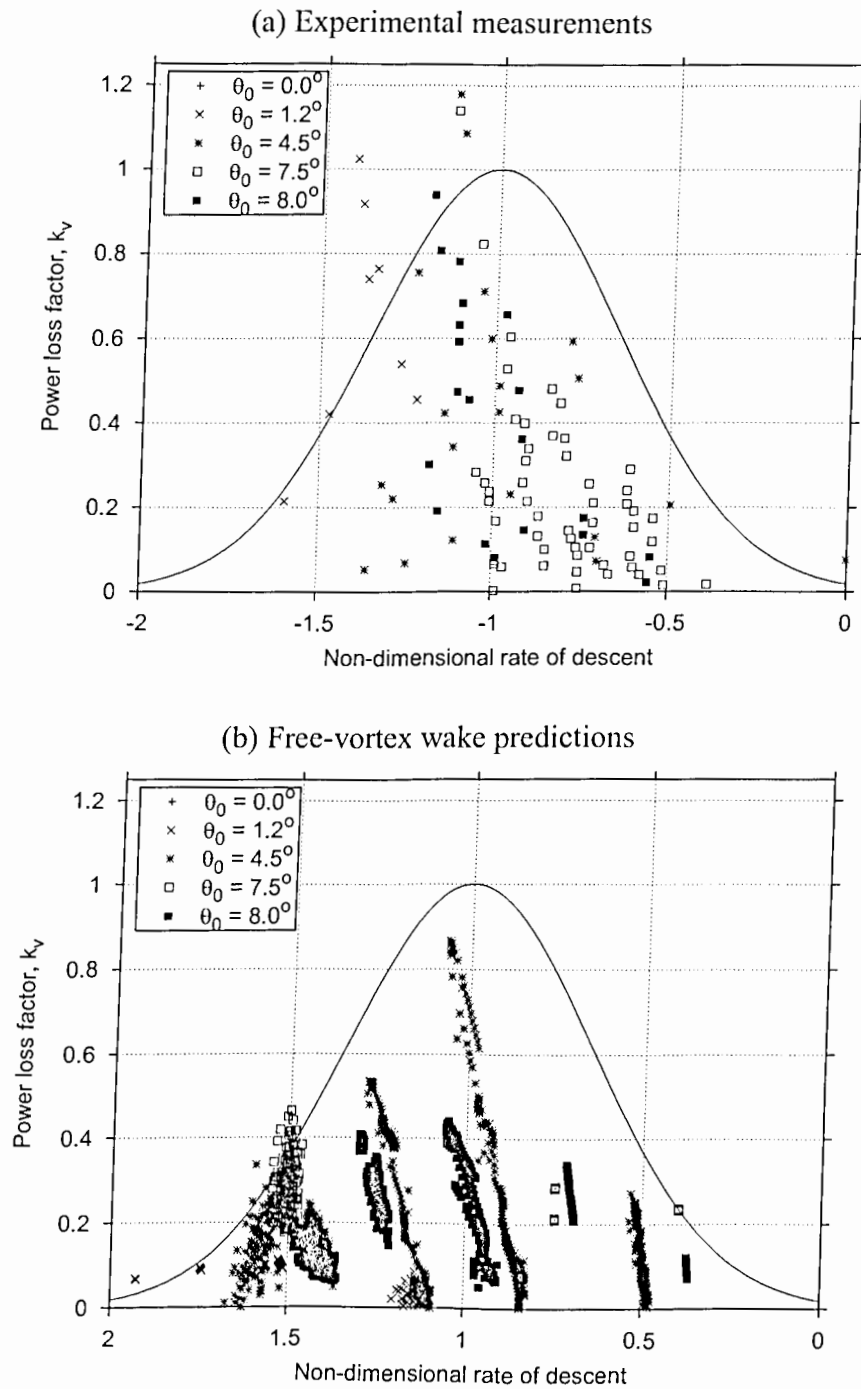 (a) Experimental measurements
1.2
1
0.8
0.6
0.4
0.2
0
Power loss factor, k_v
θ_0 = 0.0°
θ_0 = 1.2°
θ_0 = 4.5°
θ_0 = 7.5°
θ_0 = 8.0°
-2 -1.5 -1 -0.5 0
Non-dimensional rate of descent
(b) Free-vortex wake predictions
1.2
1
0.8
0.6
0.4
0.2
0
Power loss factor, k_v
θ_0 = 0.0°
θ_0 = 1.2°
θ_0 = 4.5°
θ_0 = 7.5°
θ_0 = 8.0°
2 1.5 1 0.5 0
Non-dimensional rate of descent